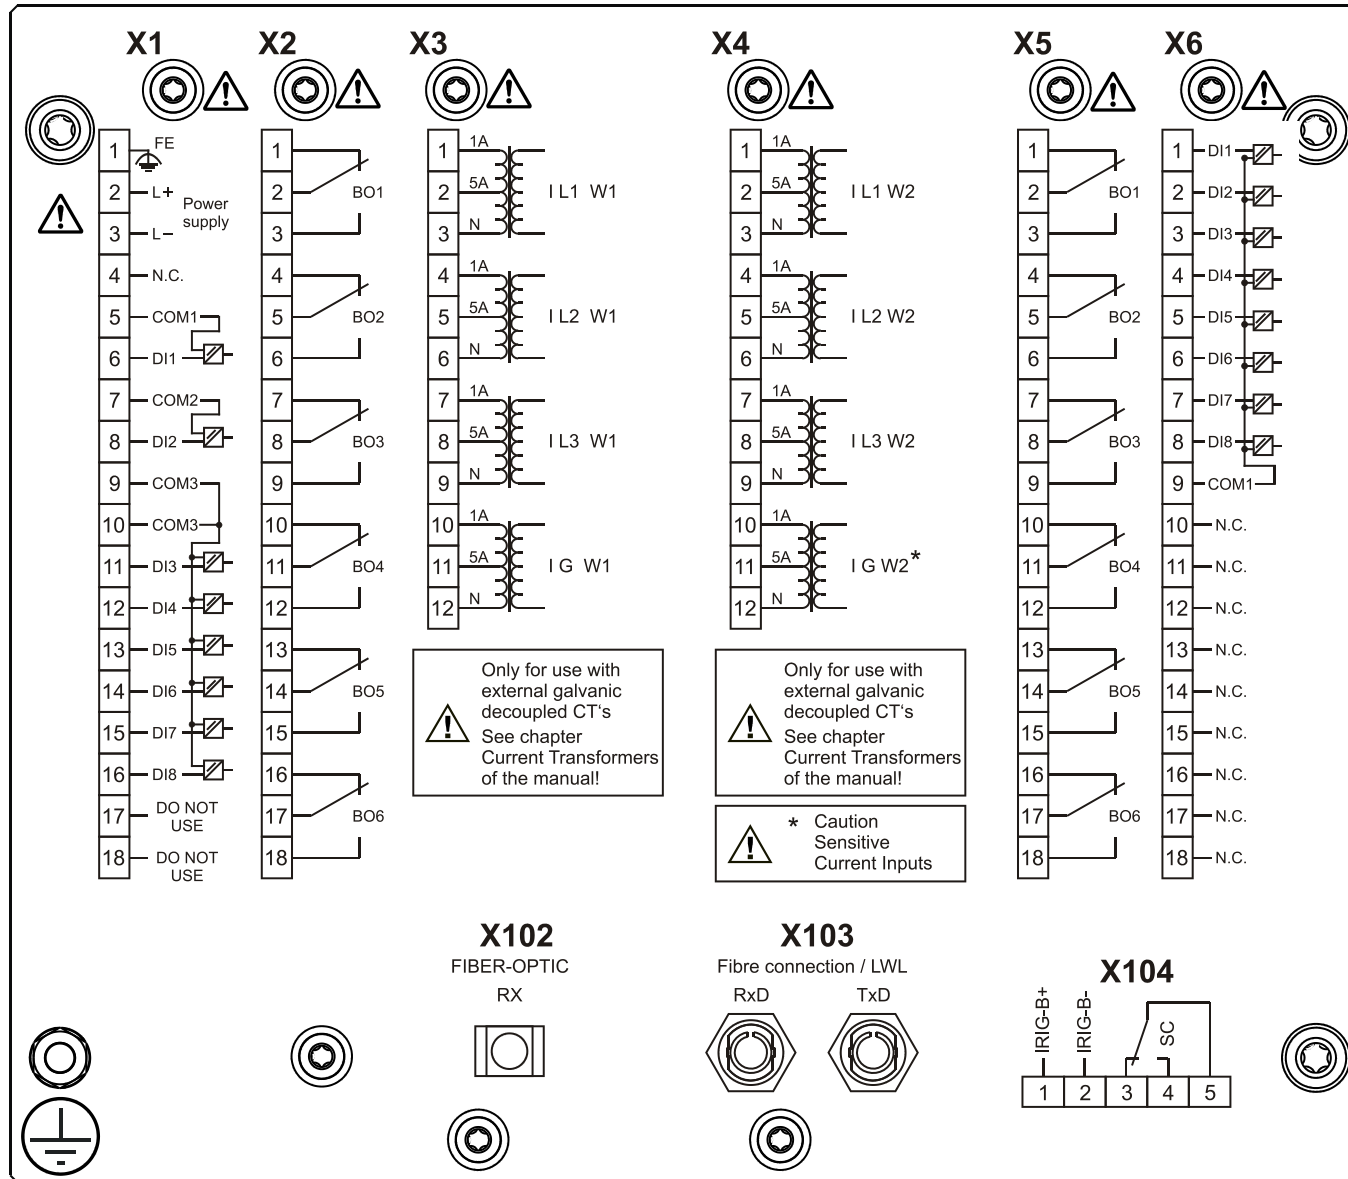 X1
1 FE
2 L+ Power
supply
3 L–
4 N.C.
5 COM1
6 DI1
7 COM2
8 DI2
9 COM3
10 COM3
11 DI3
12 DI4
13 DI5
14 DI6
15 DI7
16 DI8
17 DO NOT
USE
18 DO NOT
USE
X2
1
2 BO1
3
4
5 BO2
6
7
8 BO3
9
10
11 BO4
12
13
14 BO5
15
16
17 BO6
18
X3
1 1A
2 5A I L1 W1
3 N
4 1A
5 5A I L2 W1
6 N
7 1A
8 5A I L3 W1
9 N
10 1A
11 5A I G W1
12 N
Only for use with
external galvanic
decoupled CT‘s
See chapter
Current Transformers
of the manual!
X4
1 1A
2 5A I L1 W2
3 N
4 1A
5 5A I L2 W2
6 N
7 1A
8 5A I L3 W2
9 N
10 1A
11 5A I G W2*
12 N
Only for use with
external galvanic
decoupled CT‘s
See chapter
Current Transformers
of the manual!
* Caution
Sensitive
Current Inputs
X5
1
2 BO1
3
4
5 BO2
6
7
8 BO3
9
10
11 BO4
12
13
14 BO5
15
16
17 BO6
18
X6
1 DI1
2 DI2
3 DI3
4 DI4
5 DI5
6 DI6
7 DI7
8 DI8
9 COM1
10 N.C.
11 N.C.
12 N.C.
13 N.C.
14 N.C.
15 N.C.
16 N.C.
17 N.C.
18 N.C.
X102
FIBER-OPTIC
RX
X103
Fibre connection / LWL
RxD TxD
X104
IRIG-B+
IRIG-B-
SC
1 2 3 4 5